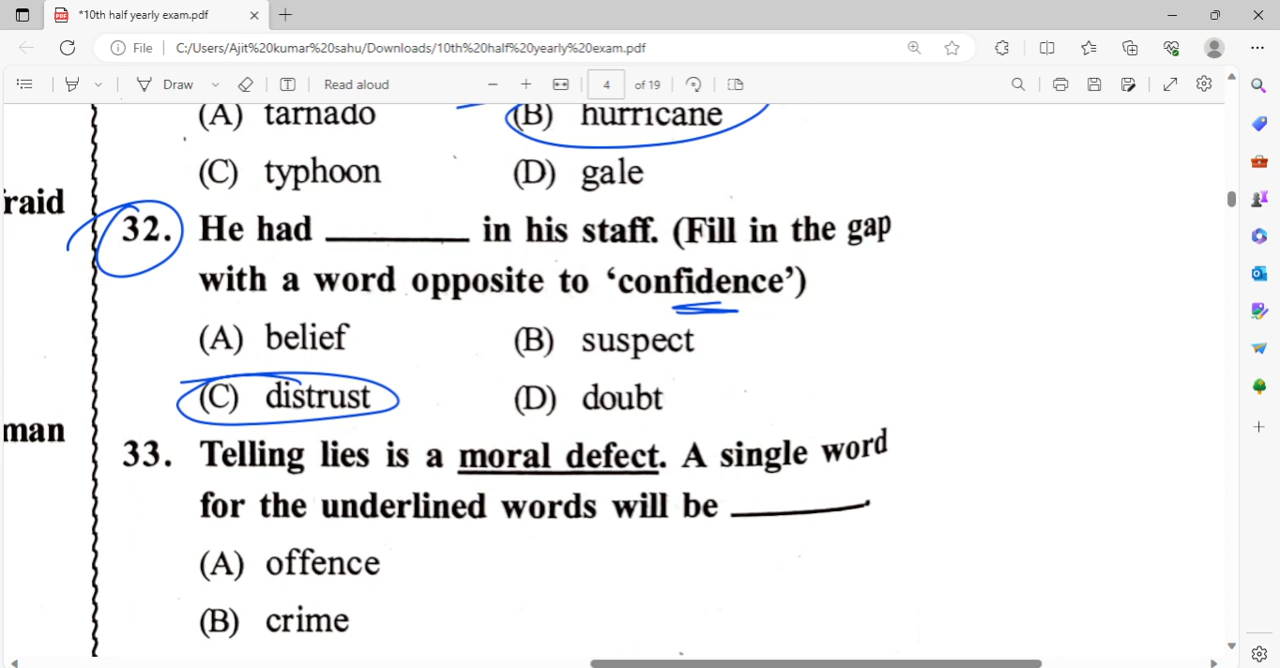 *10th half yearly exam.pdf
File C:/Users/Ajit%20kumar%20sahu/Downloads/10th%20half%20yearly%20exam.pdf
Draw Read aloud 4 of 19
(A) tarnado (B) hurricane
(C) typhoon (D) gale
raid
32. He had ________ in his staff. (Fill in the gap
with a word opposite to ‘confidence’)
(A) belief (B) suspect
(C) distrust (D) doubt
man
33. Telling lies is a moral defect. A single word
for the underlined words will be ________.
(A) offence
(B) crime